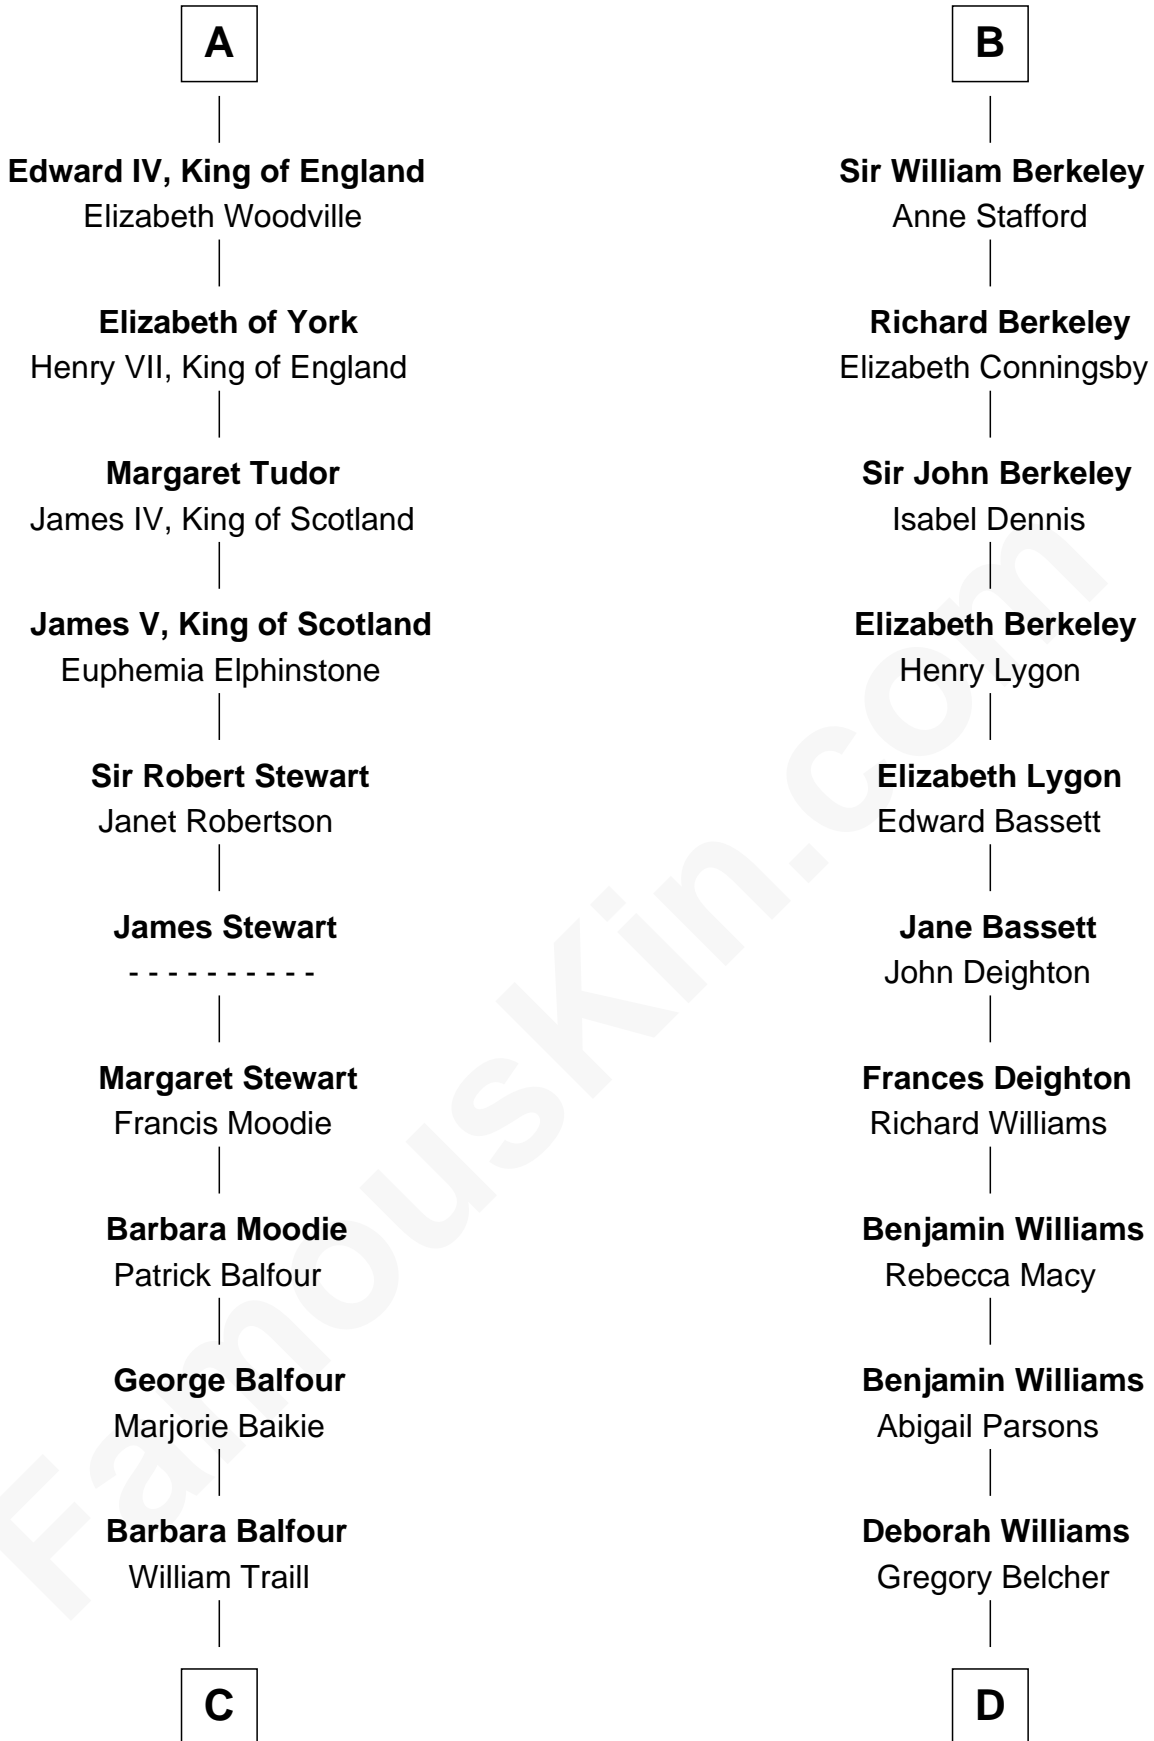 A
Edward IV, King of England
Elizabeth Woodville
Elizabeth of York
Henry VII, King of England
Margaret Tudor
James IV, King of Scotland
James V, King of Scotland
Euphemia Elphinstone
Sir Robert Stewart
Janet Robertson
James Stewart
- - - - - - - - - -
Margaret Stewart
Francis Moodie
Barbara Moodie
Patrick Balfour
George Balfour
Marjorie Baikie
Barbara Balfour
William Traill
C
B
Sir William Berkeley
Anne Stafford
Richard Berkeley
Elizabeth Conningsby
Sir John Berkeley
Isabel Dennis
Elizabeth Berkeley
Henry Lygon
Elizabeth Lygon
Edward Bassett
Jane Bassett
John Deighton
Frances Deighton
Richard Williams
Benjamin Williams
Rebecca Macy
Benjamin Williams
Abigail Parsons
Deborah Williams
Gregory Belcher
D
FamousKin.com